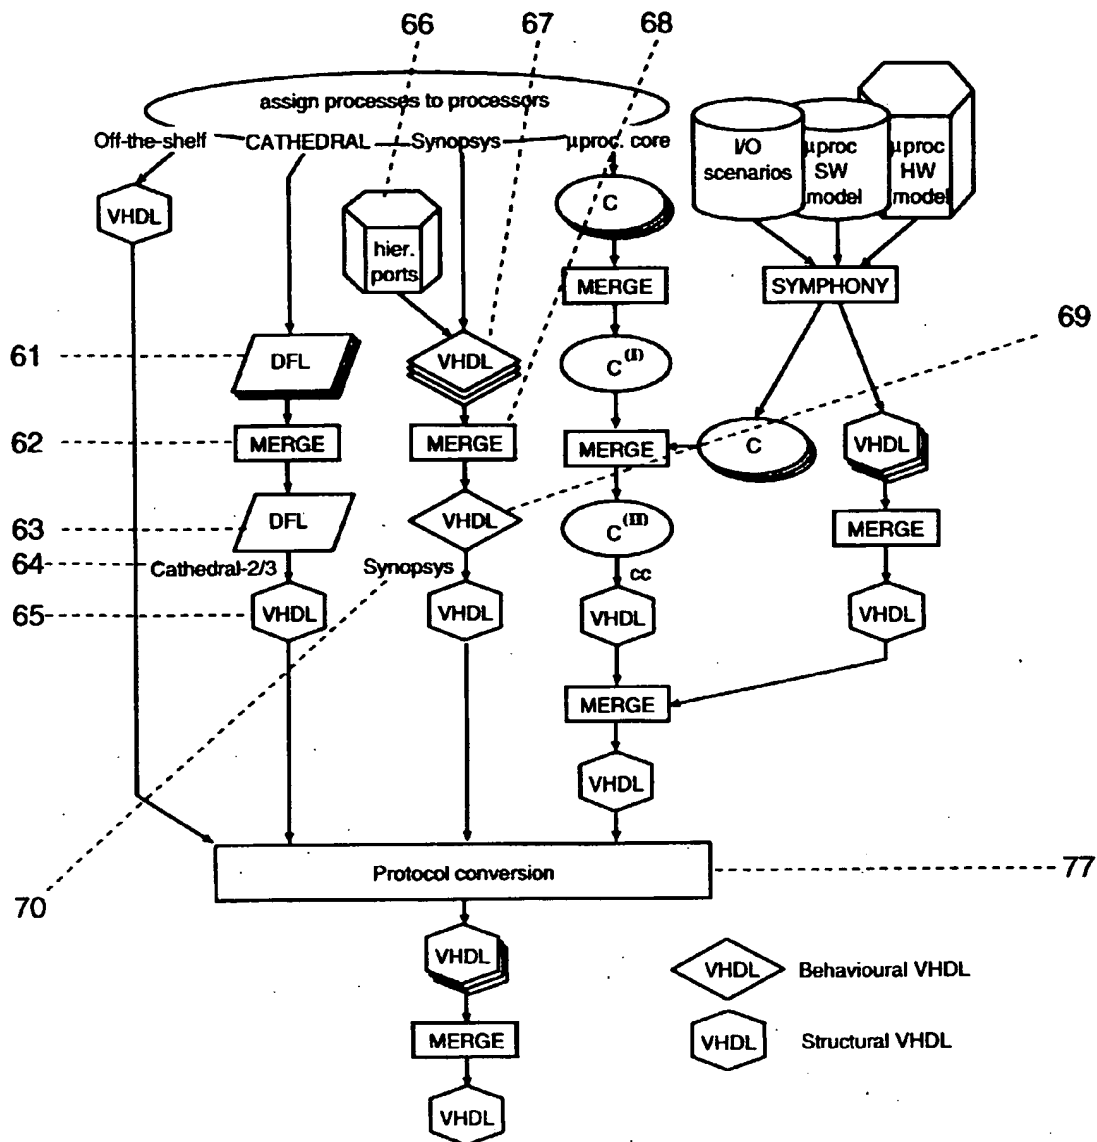 66
67
68
assign processes to processors
Off-the-shelf
CATHEDRAL
Synopsys
µproc. core
I/O
scenarios
µproc
SW
model
µproc
HW
model
VHDL
C
hier.
ports
MERGE
SYMPHONY
69
61
DFL
VHDL
C(I)
62
MERGE
MERGE
MERGE
C
VHDL
63
DFL
VHDL
C(III)
MERGE
64
Cathedral-2/3
Synopsys
cc
65
VHDL
VHDL
VHDL
VHDL
MERGE
VHDL
Protocol conversion
77
70
VHDL
VHDL
Behavioural VHDL
MERGE
VHDL
Structural VHDL
VHDL